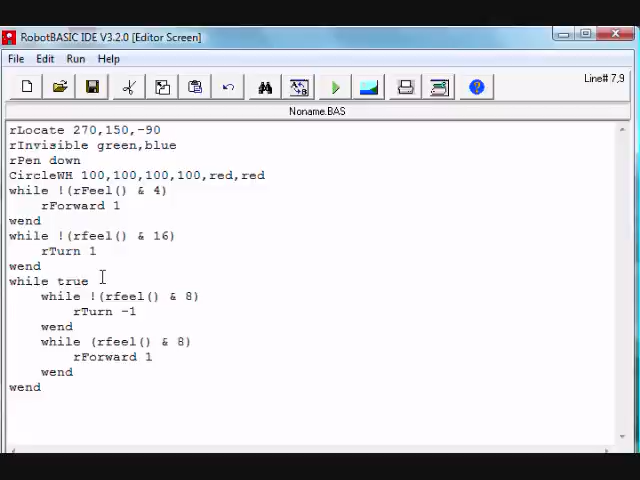 RobotBASIC IDE V3.2.0 [Editor Screen]
File Edit Run Help
Line# 7,9
Noname.BAS
rLocate 270,150,-90
rInvisible green,blue
rPen down
CircleWH 100,100,100,100,red,red
while !(rFeel() & 4)
rForward 1
wend
while !(rfeel() & 16)
rTurn 1
wend
while true
while !(rfeel() & 8)
rTurn -1
wend
while (rfeel() & 8)
rForward 1
wend
wend